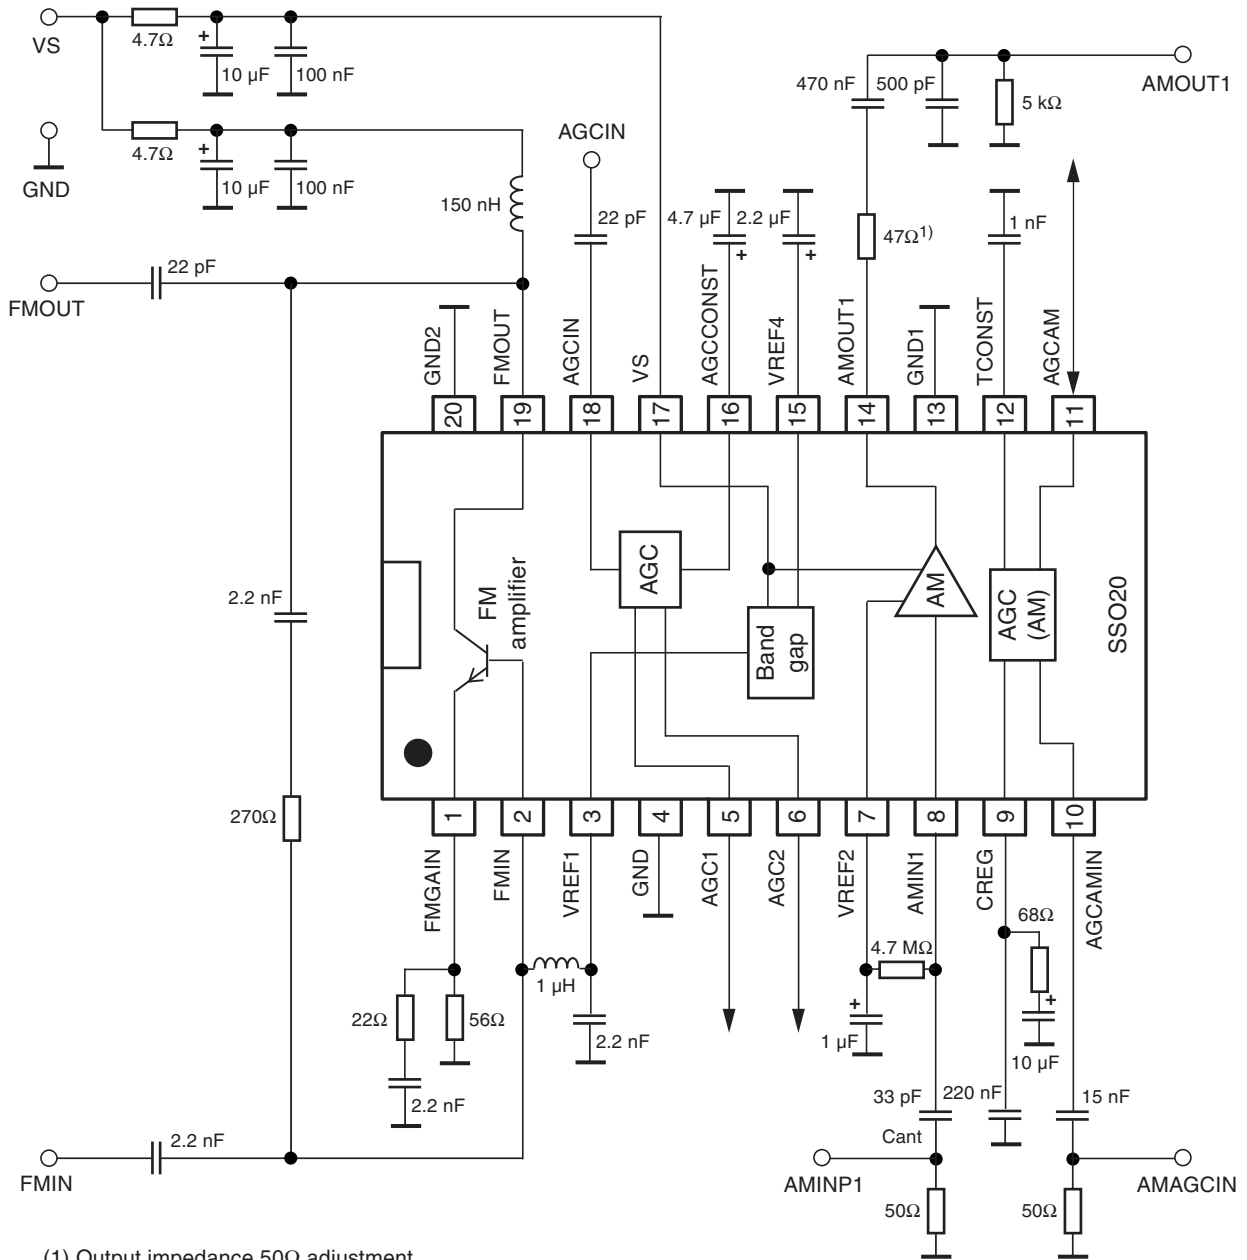 VS
4.7Ω
+
10 µF
100 nF
4.7Ω
+
10 µF
100 nF
GND
150 nH
AGCIN
22 pF
4.7 µF
+
2.2 µF
+
470 nF
500 pF
5 kΩ
AMOUT1
47Ω1)
1 nF
22 pF
FMOUT
GND2
FMOUT
AGCIN
VS
AGCCONST
VREF4
AMOUT1
GND1
TCONST
AGCAM
20
19
18
17
16
15
14
13
12
11
2.2 nF
FM
amplifier
AGC
Band
gap
AM
AGC
(AM)
SSO20
270Ω
1
2
3
4
5
6
7
8
9
10
FMGAIN
FMIN
VREF1
GND
AGC1
AGC2
VREF2
AMIN1
CREG
AGCAMIN
68Ω
4.7 MΩ
1 µH
22Ω
56Ω
2.2 nF
+
1 µF
+
10 µF
2.2 nF
33 pF
220 nF
15 nF
Cant
2.2 nF
FMIN
AMINP1
AMAGCIN
50Ω
50Ω